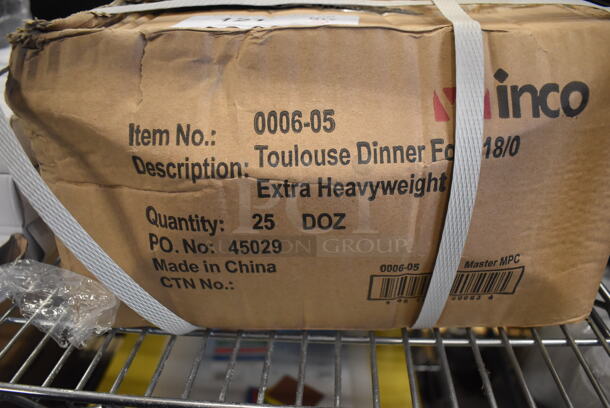 inco
Item No.: 0006-05
Description: Toulouse Dinner Fo 18/0
Extra Heavyweight
Quantity: 25 DOZ
PO. No: 45029
Made in China
CTN No.:
0006-05 Master MPC